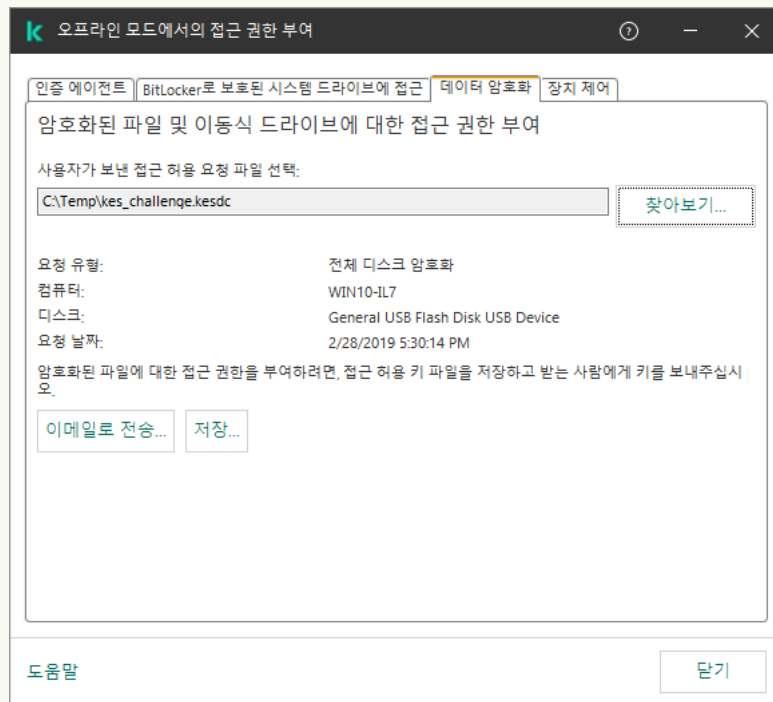 오프라인 모드에서의 접근 권한 부여
인증 에이전트
BitLocker로 보호된 시스템 드라이브에 접근
데이터 암호화
장치 제어
암호화된 파일 및 이동식 드라이브에 대한 접근 권한 부여
사용자가 보낸 접근 허용 요청 파일 선택:
C:\Temp\kes_challenge.kesdc
찾아보기...
요청 유형: 전체 디스크 암호화
컴퓨터: WIN10-IL7
디스크: General USB Flash Disk USB Device
요청 날짜: 2/28/2019 5:30:14 PM
암호화된 파일에 대한 접근 권한을 부여하려면, 접근 허용 키 파일을 저장하고 받는 사람에게 키를 보내주십시
오.
이메일로 전송...
저장...
도움말
닫기